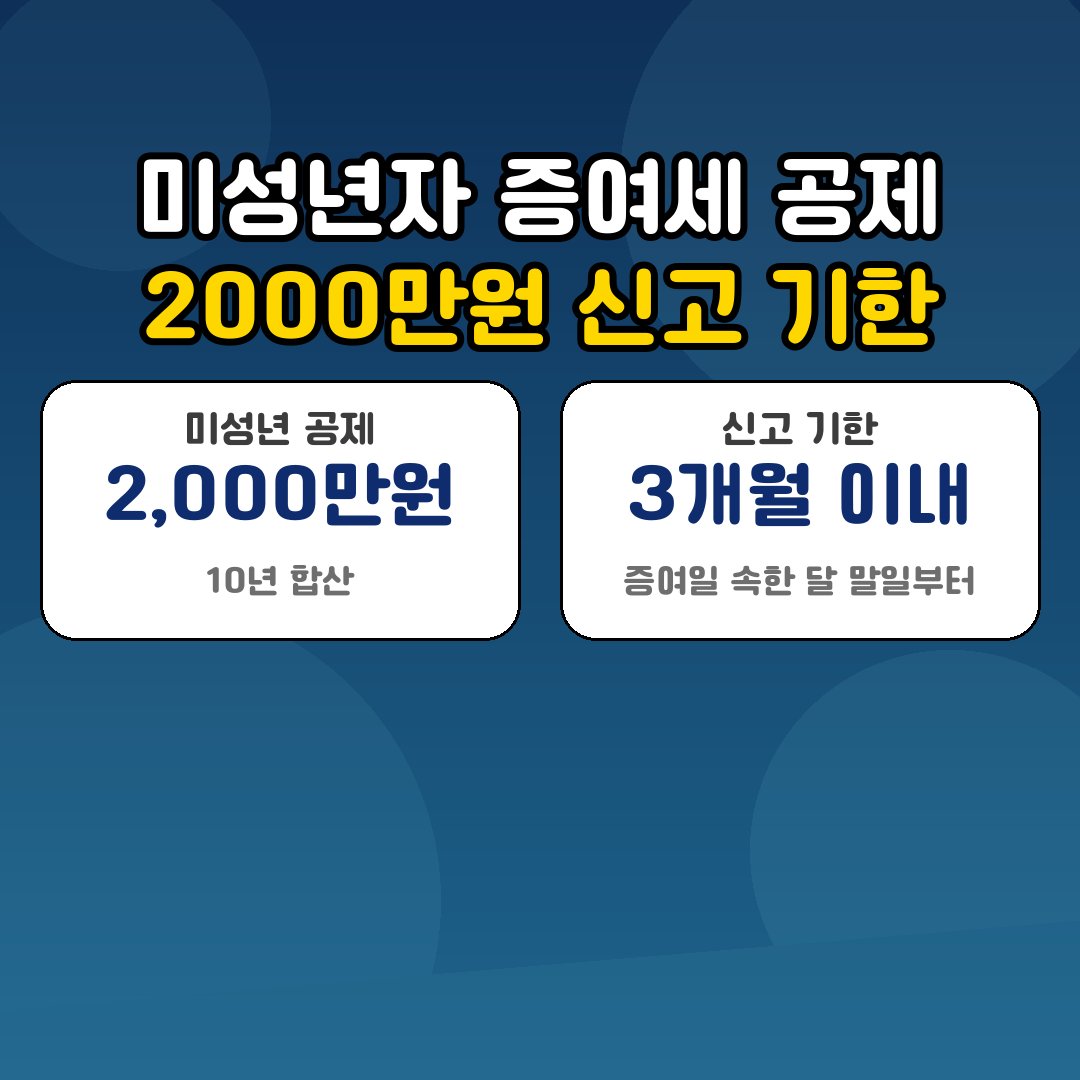 미성년자 증여세 공제
2000만원 신고 기한
미성년 공제
2,000만원
10년 합산
신고 기한
3개월 이내
증여일 속한 달 말일부터